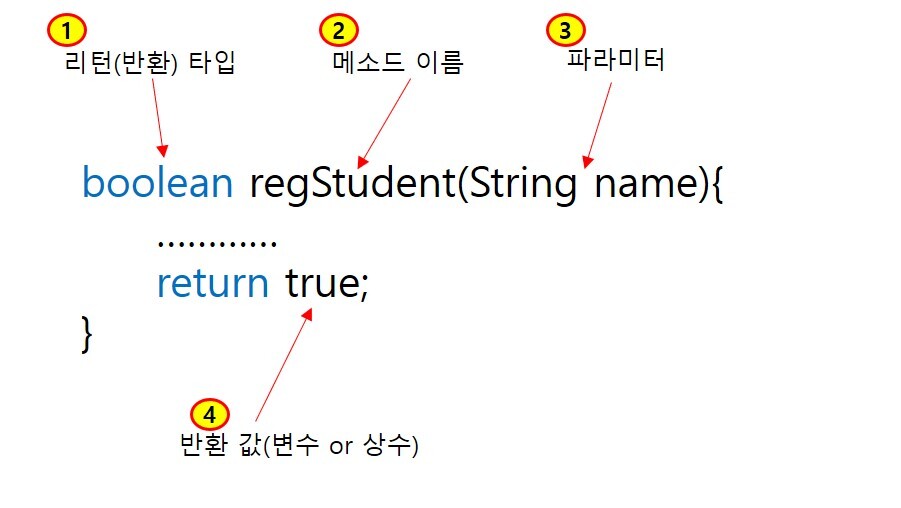 1 2 3
리턴(반환) 타입 메소드 이름 파라미터
boolean regStudent(String name){
............
return true;
}
4
반환 값(변수 or 상수)